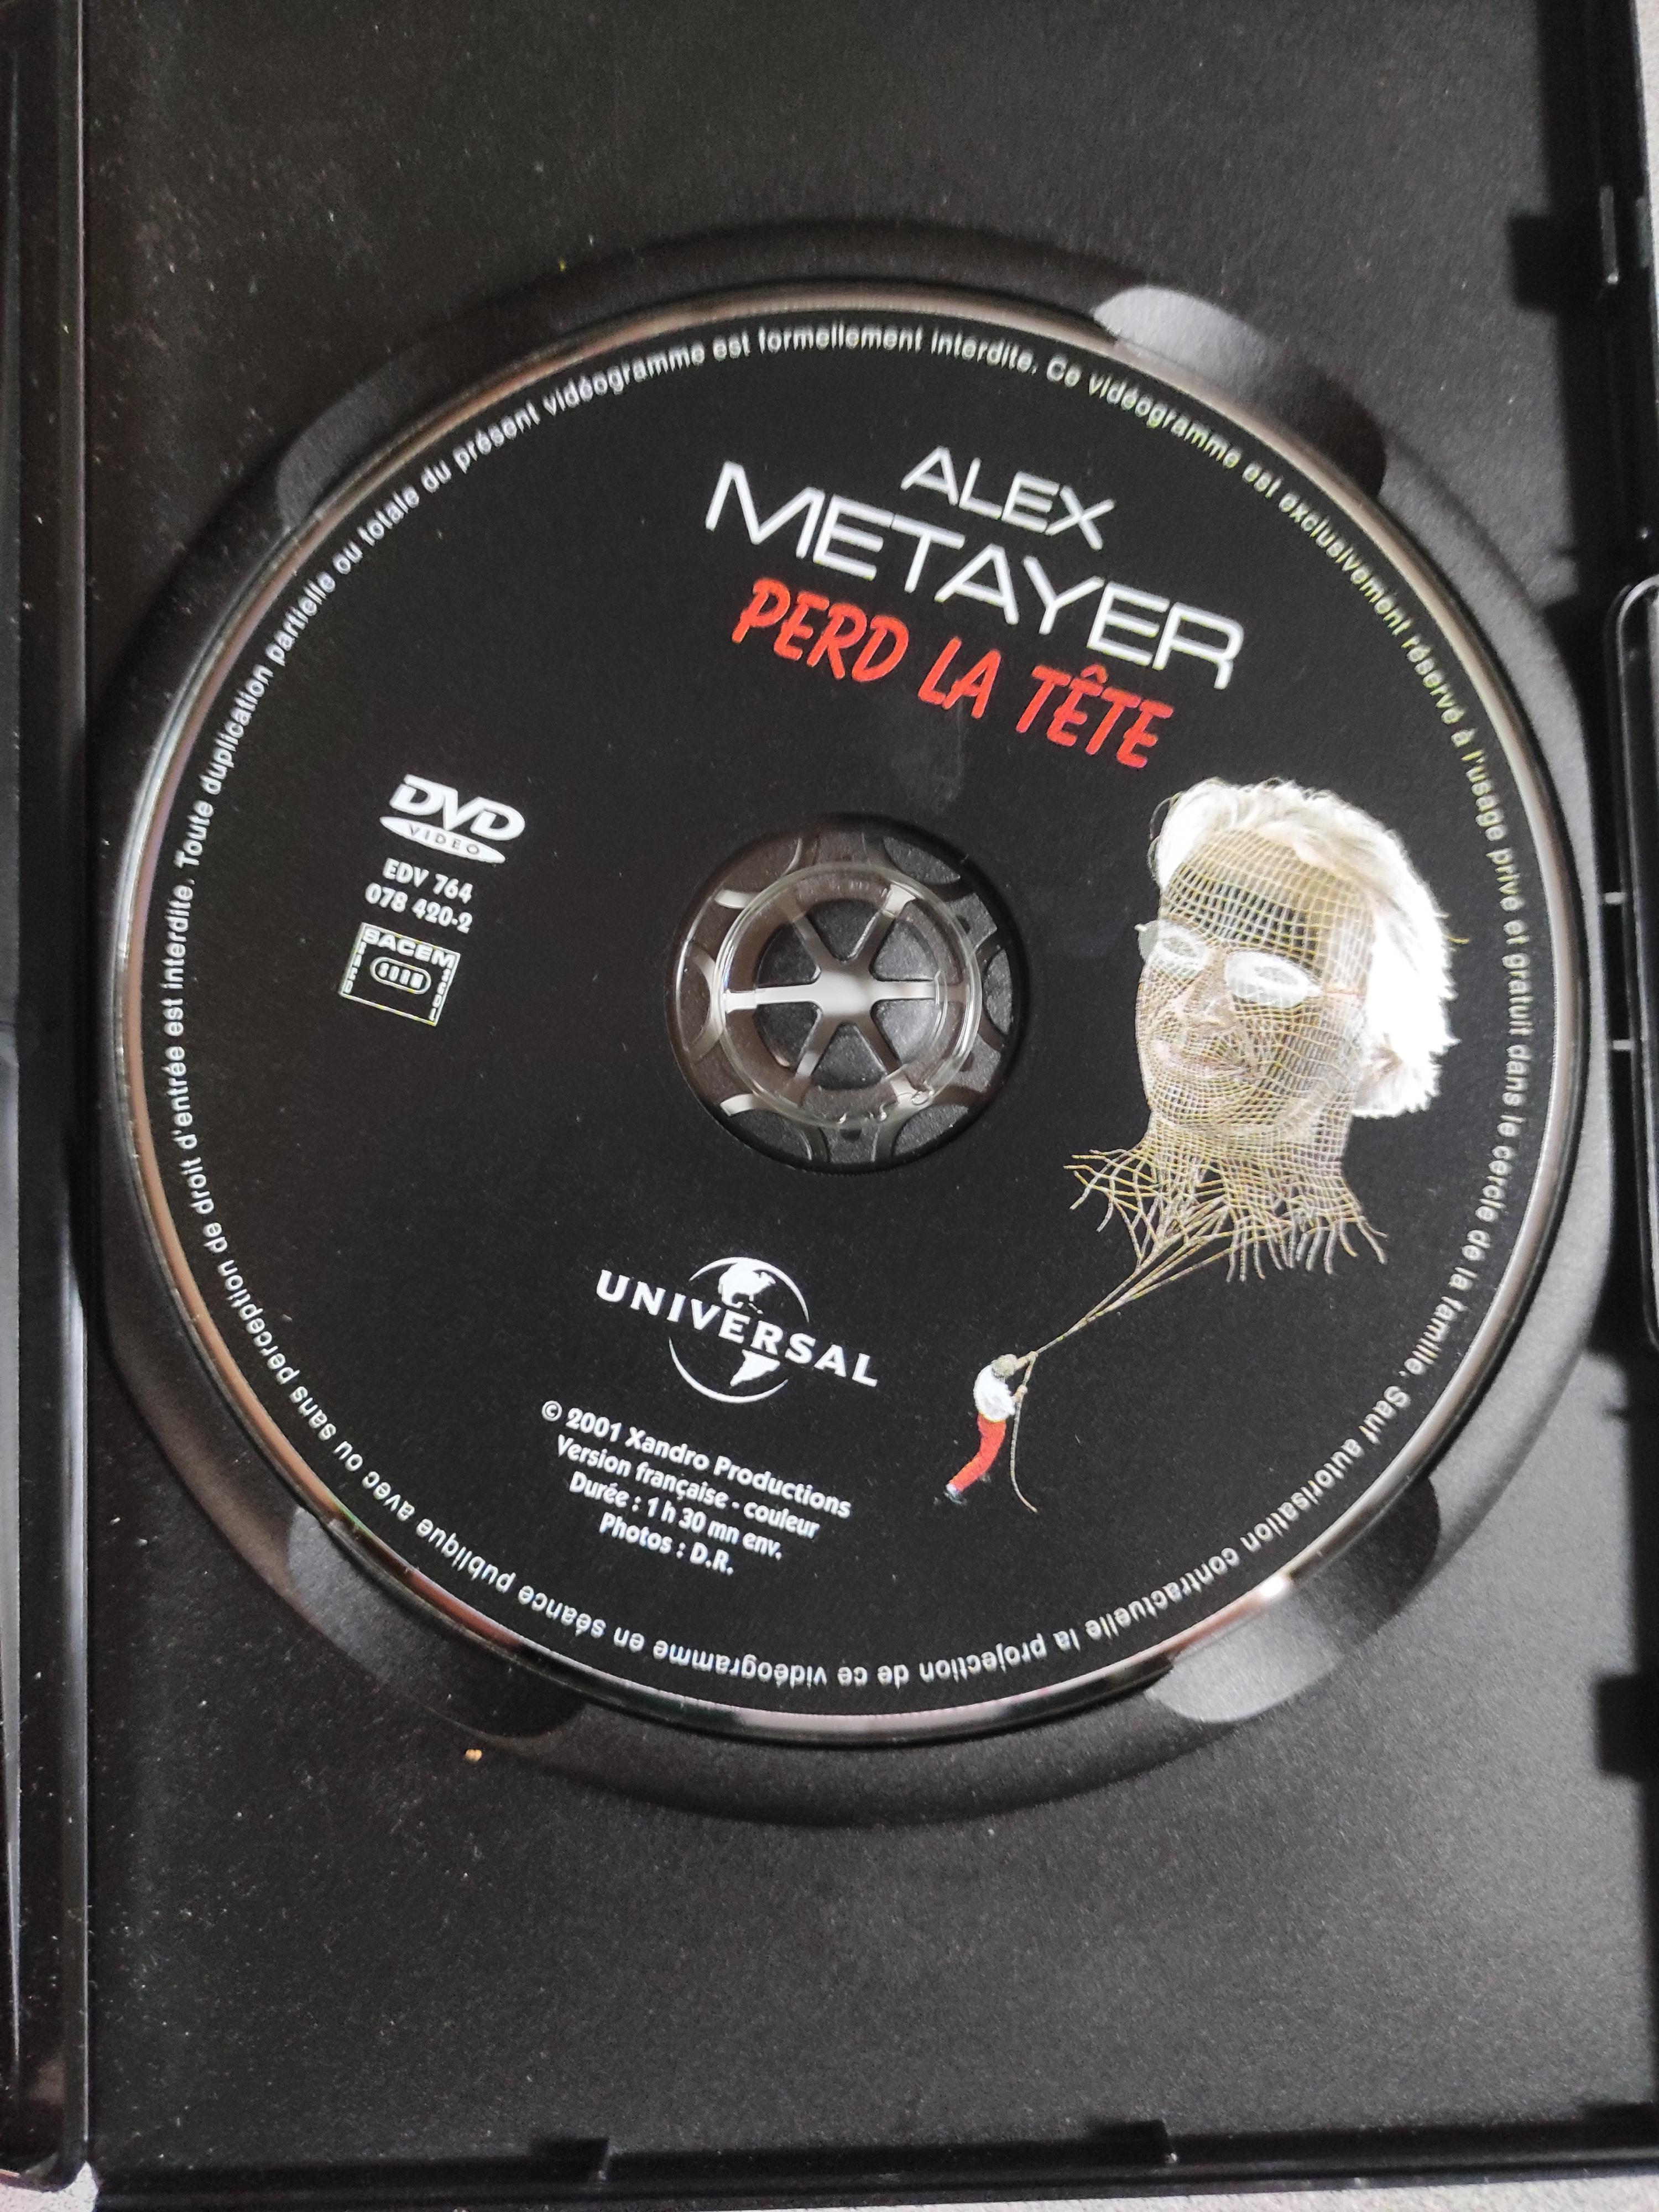 ALEX
METAYER
PERD LA TÊTE
DVD
VIDEO
EDV 764
078 420-2
SACEM
SDRM
UNIVERSAL
© 2001 Xandro Productions
Version française - couleur
Durée : 1 h 30 mn env.
Photos : D.R.
Toute duplication partielle ou totale du présent vidéogramme est formellement interdite. Ce vidéogramme est exclusivement réservé à l'usage privé et gratuit dans le cercle de la famille. Sauf autorisation contractuelle la projection de ce vidéogramme en séance publique avec ou sans perception de droit d'entrée est interdite.